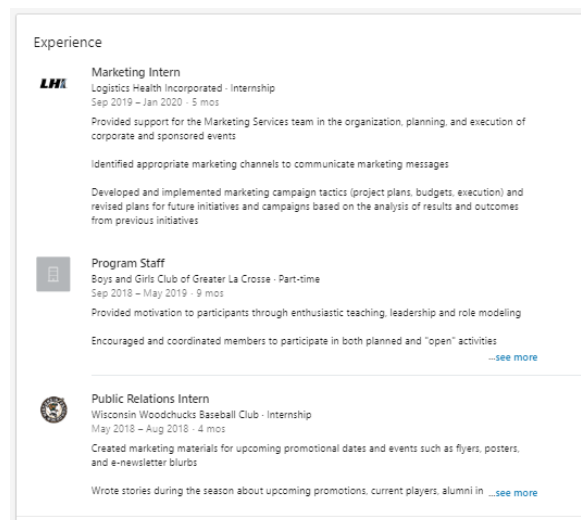 Experience
LHI
Marketing Intern
Logistics Health Incorporated · Internship
Sep 2019 – Jan 2020 · 5 mos
Provided support for the Marketing Services team in the organization, planning, and execution of
corporate and sponsored events
Identified appropriate marketing channels to communicate marketing messages
Developed and implemented marketing campaign tactics (project plans, budgets, execution) and
revised plans for future initiatives and campaigns based on the analysis of results and outcomes
from previous initiatives
Program Staff
Boys and Girls Club of Greater La Crosse · Part-time
Sep 2018 – May 2019 · 9 mos
Provided motivation to participants through enthusiastic teaching, leadership and role modeling
Encouraged and coordinated members to participate in both planned and "open" activities
...see more
Public Relations Intern
Wisconsin Woodchucks Baseball Club · Internship
May 2018 – Aug 2018 · 4 mos
Created marketing materials for upcoming promotional dates and events such as flyers, posters,
and e-newsletter blurbs
Wrote stories during the season about upcoming promotions, current players, alumni in ...see more